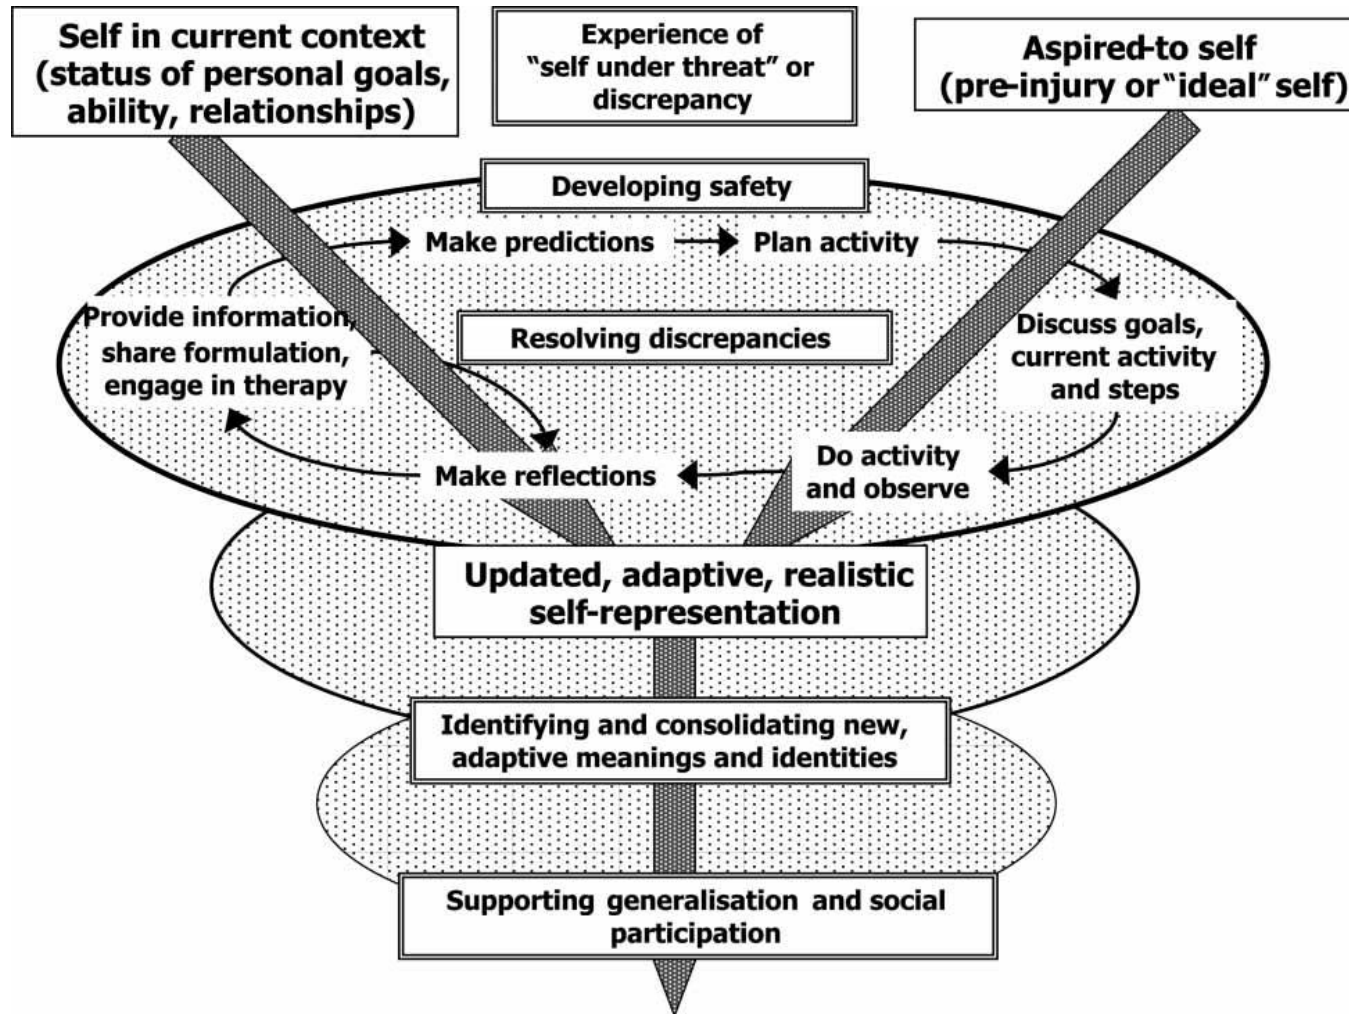 Self in current context
(status of personal goals,
ability, relationships)
Experience of
“self under threat” or
discrepancy
Aspired-to self
(pre-injury or “ideal” self)
Developing safety
Make predictions
Plan activity
Provide information,
share formulation,
engage in therapy
Resolving discrepancies
Discuss goals,
current activity
and steps
Make reflections
Do activity
and observe
Updated, adaptive, realistic
self-representation
Identifying and consolidating new,
adaptive meanings and identities
Supporting generalisation and social
participation